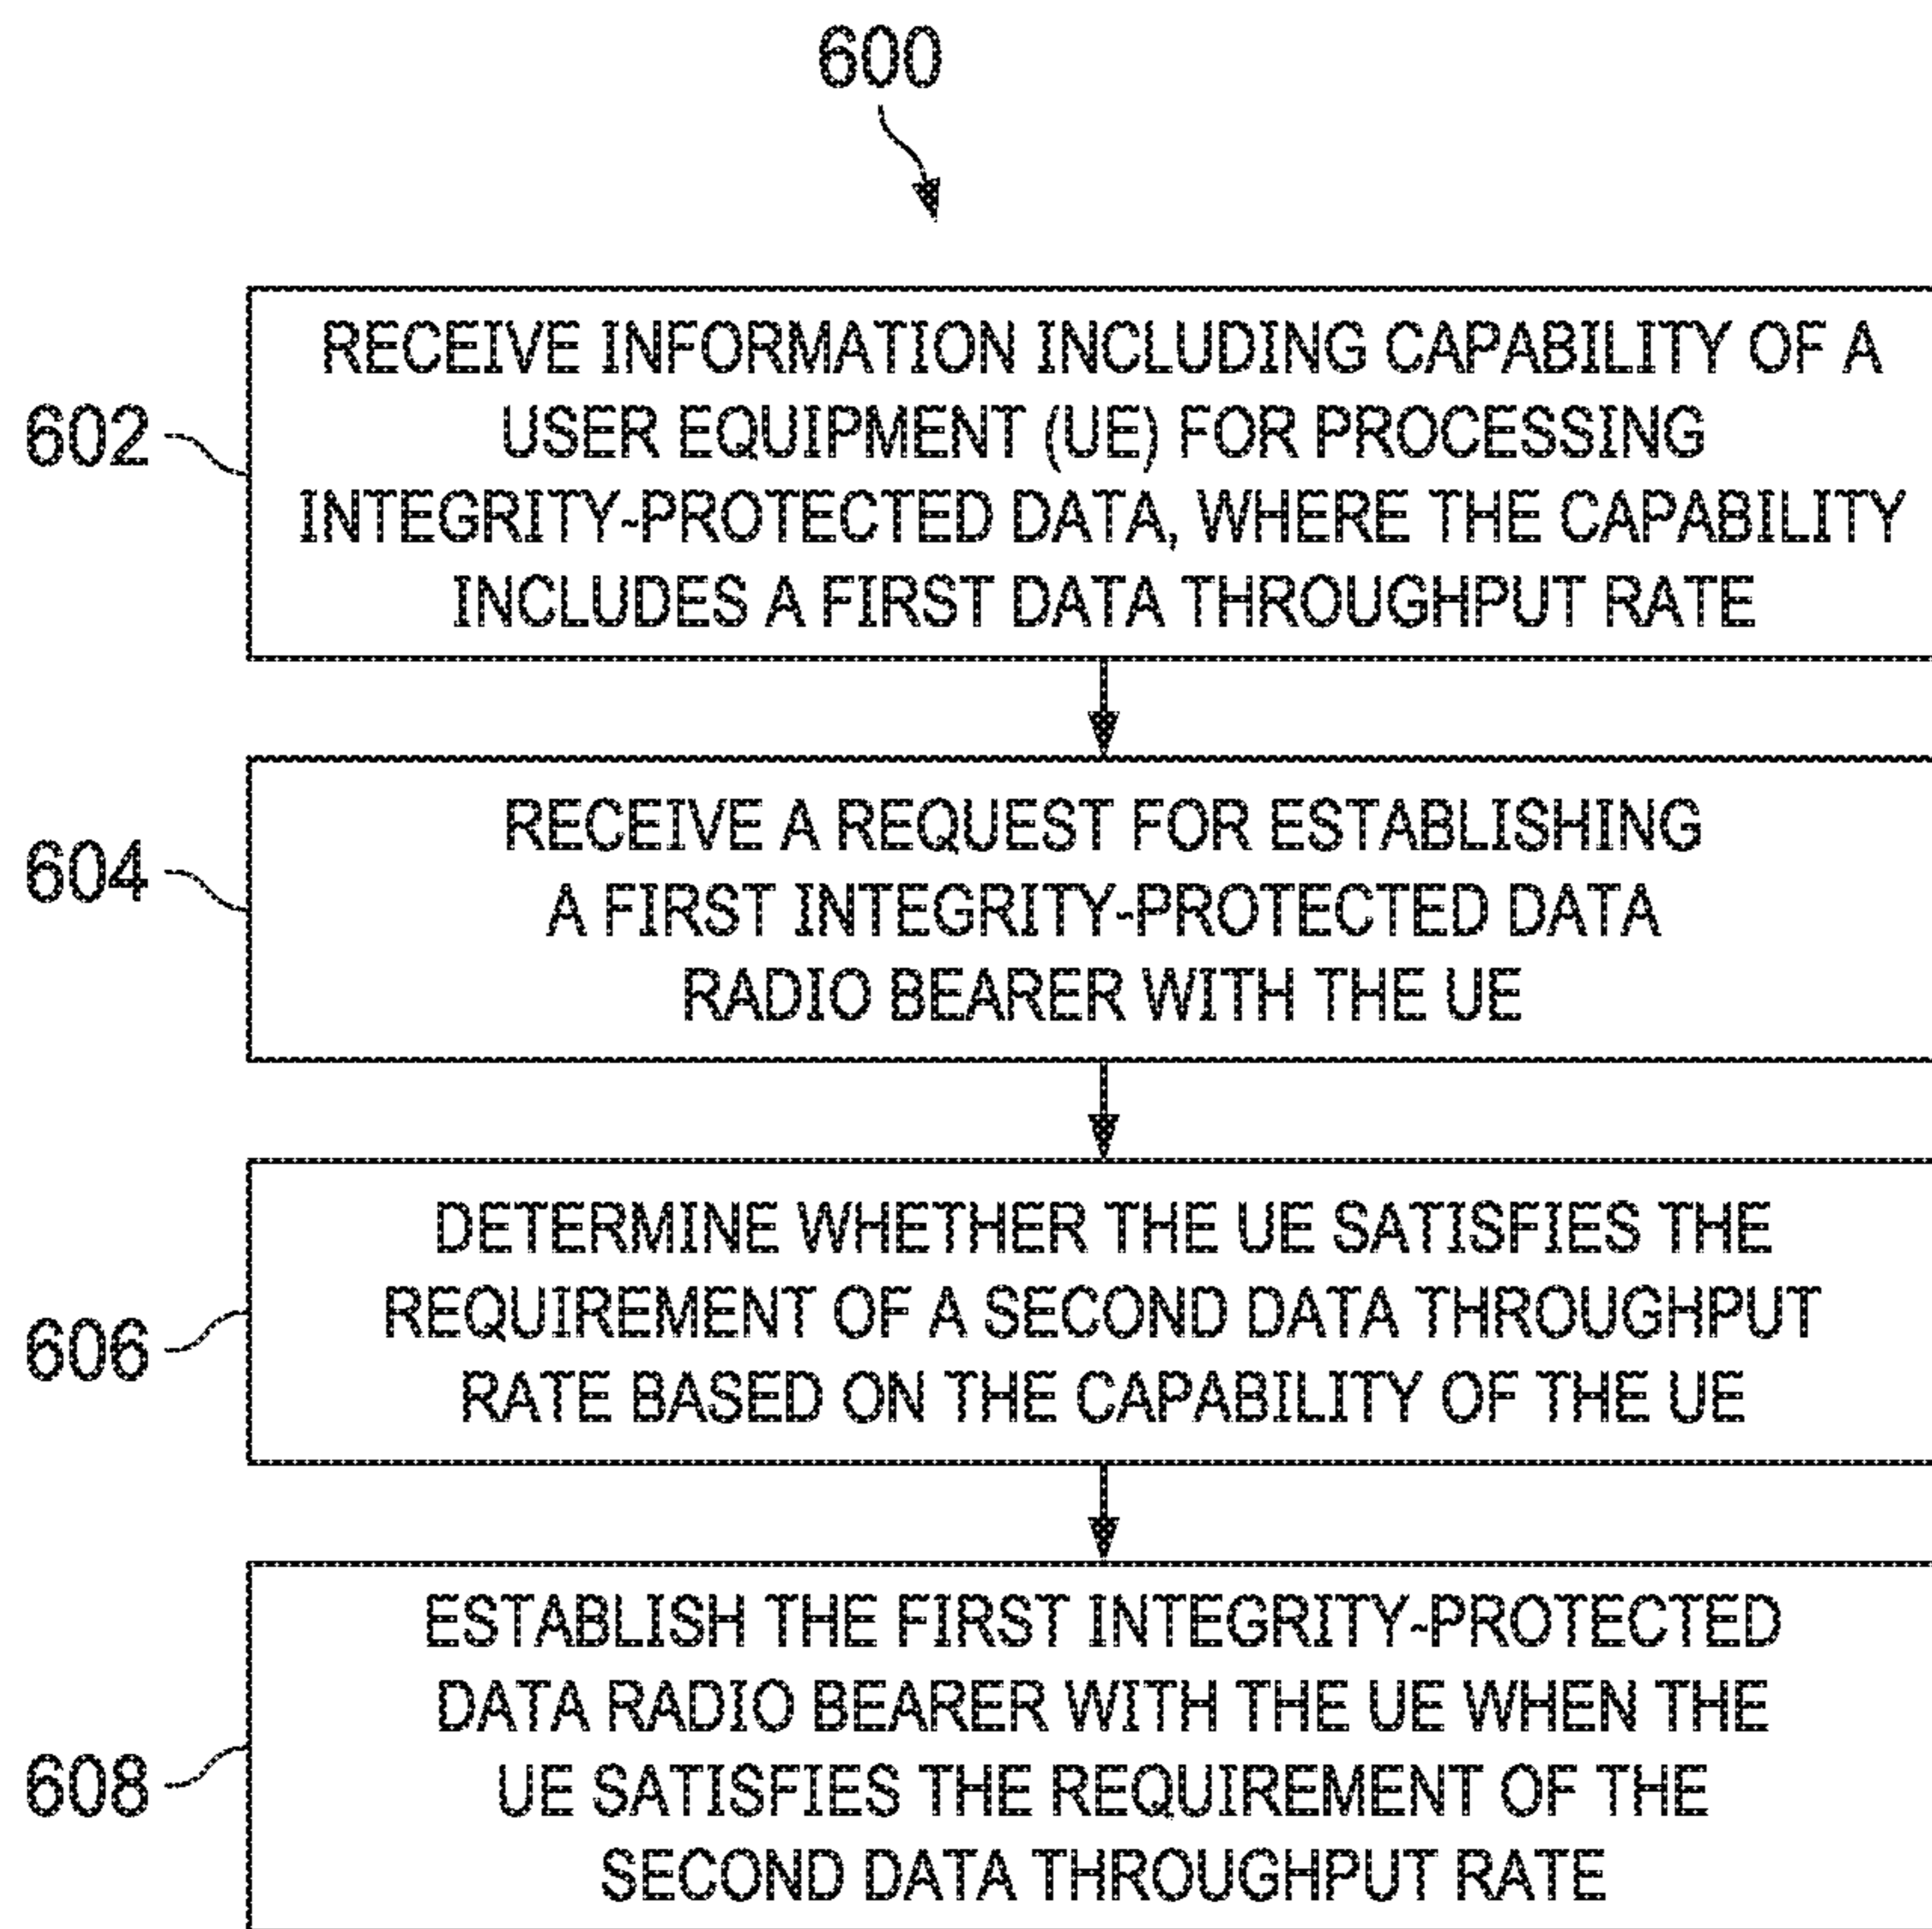 600
602
RECEIVE INFORMATION INCLUDING CAPABILITY OF A
USER EQUIPMENT (UE) FOR PROCESSING
INTEGRITY-PROTECTED DATA, WHERE THE CAPABILITY
INCLUDES A FIRST DATA THROUGHPUT RATE
604
RECEIVE A REQUEST FOR ESTABLISHING
A FIRST INTEGRITY-PROTECTED DATA
RADIO BEARER WITH THE UE
606
DETERMINE WHETHER THE UE SATISFIES THE
REQUIREMENT OF A SECOND DATA THROUGHPUT
RATE BASED ON THE CAPABILITY OF THE UE
608
ESTABLISH THE FIRST INTEGRITY-PROTECTED
DATA RADIO BEARER WITH THE UE WHEN THE
UE SATISFIES THE REQUIREMENT OF THE
SECOND DATA THROUGHPUT RATE